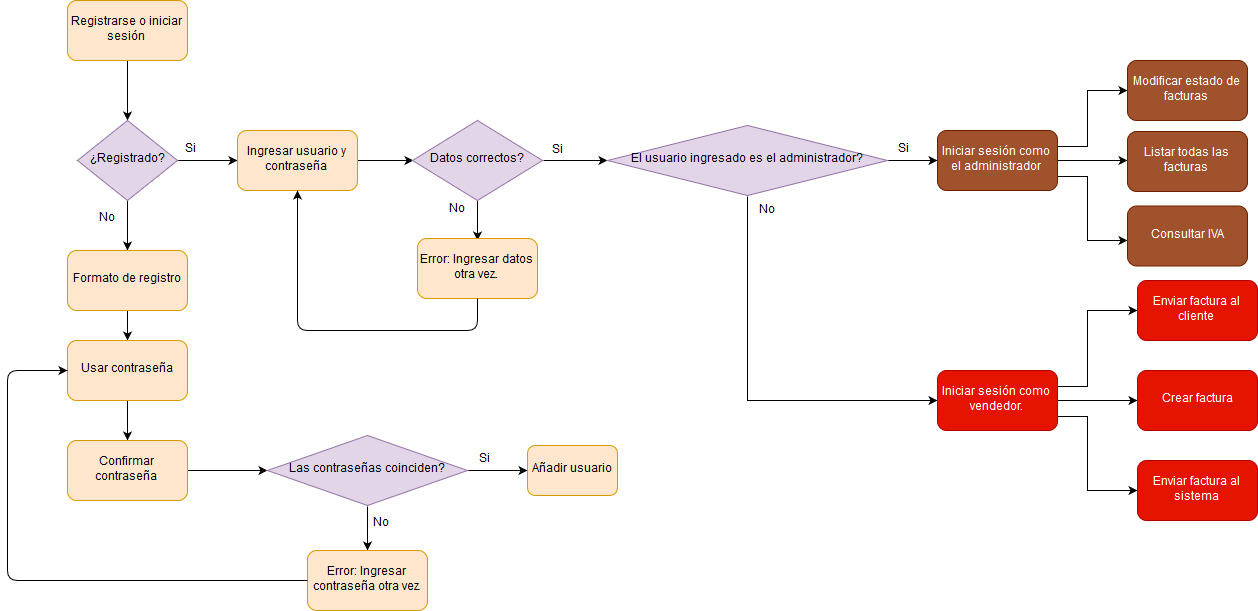 Registrarse o iniciar
sesión
¿Registrado?
Si
No
Ingresar usuario y
contraseña
Datos correctos?
Si
No
Error: Ingresar datos
otra vez.
El usuario ingresado es el administrador?
Si
No
Iniciar sesión como
el administrador
Modificar estado de
facturas
Listar todas las
facturas
Consultar IVA
Formato de registro
Usar contraseña
Confirmar
contraseña
Las contraseñas coinciden?
Si
No
Añadir usuario
Error: Ingresar
contraseña otra vez
Iniciar sesión como
vendedor.
Enviar factura al
cliente
Crear factura
Enviar factura al
sistema